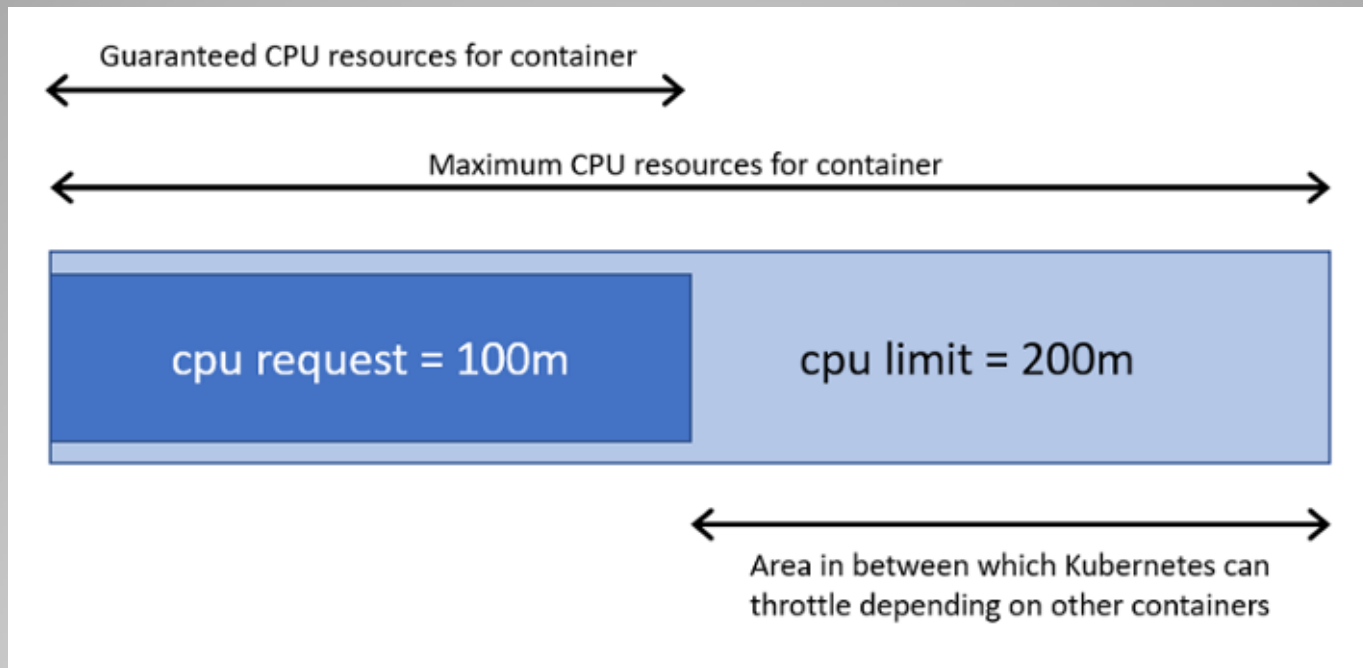 Guaranteed CPU resources for container
Maximum CPU resources for container
cpu request = 100m
cpu limit = 200m
Area in between which Kubernetes can
throttle depending on other containers